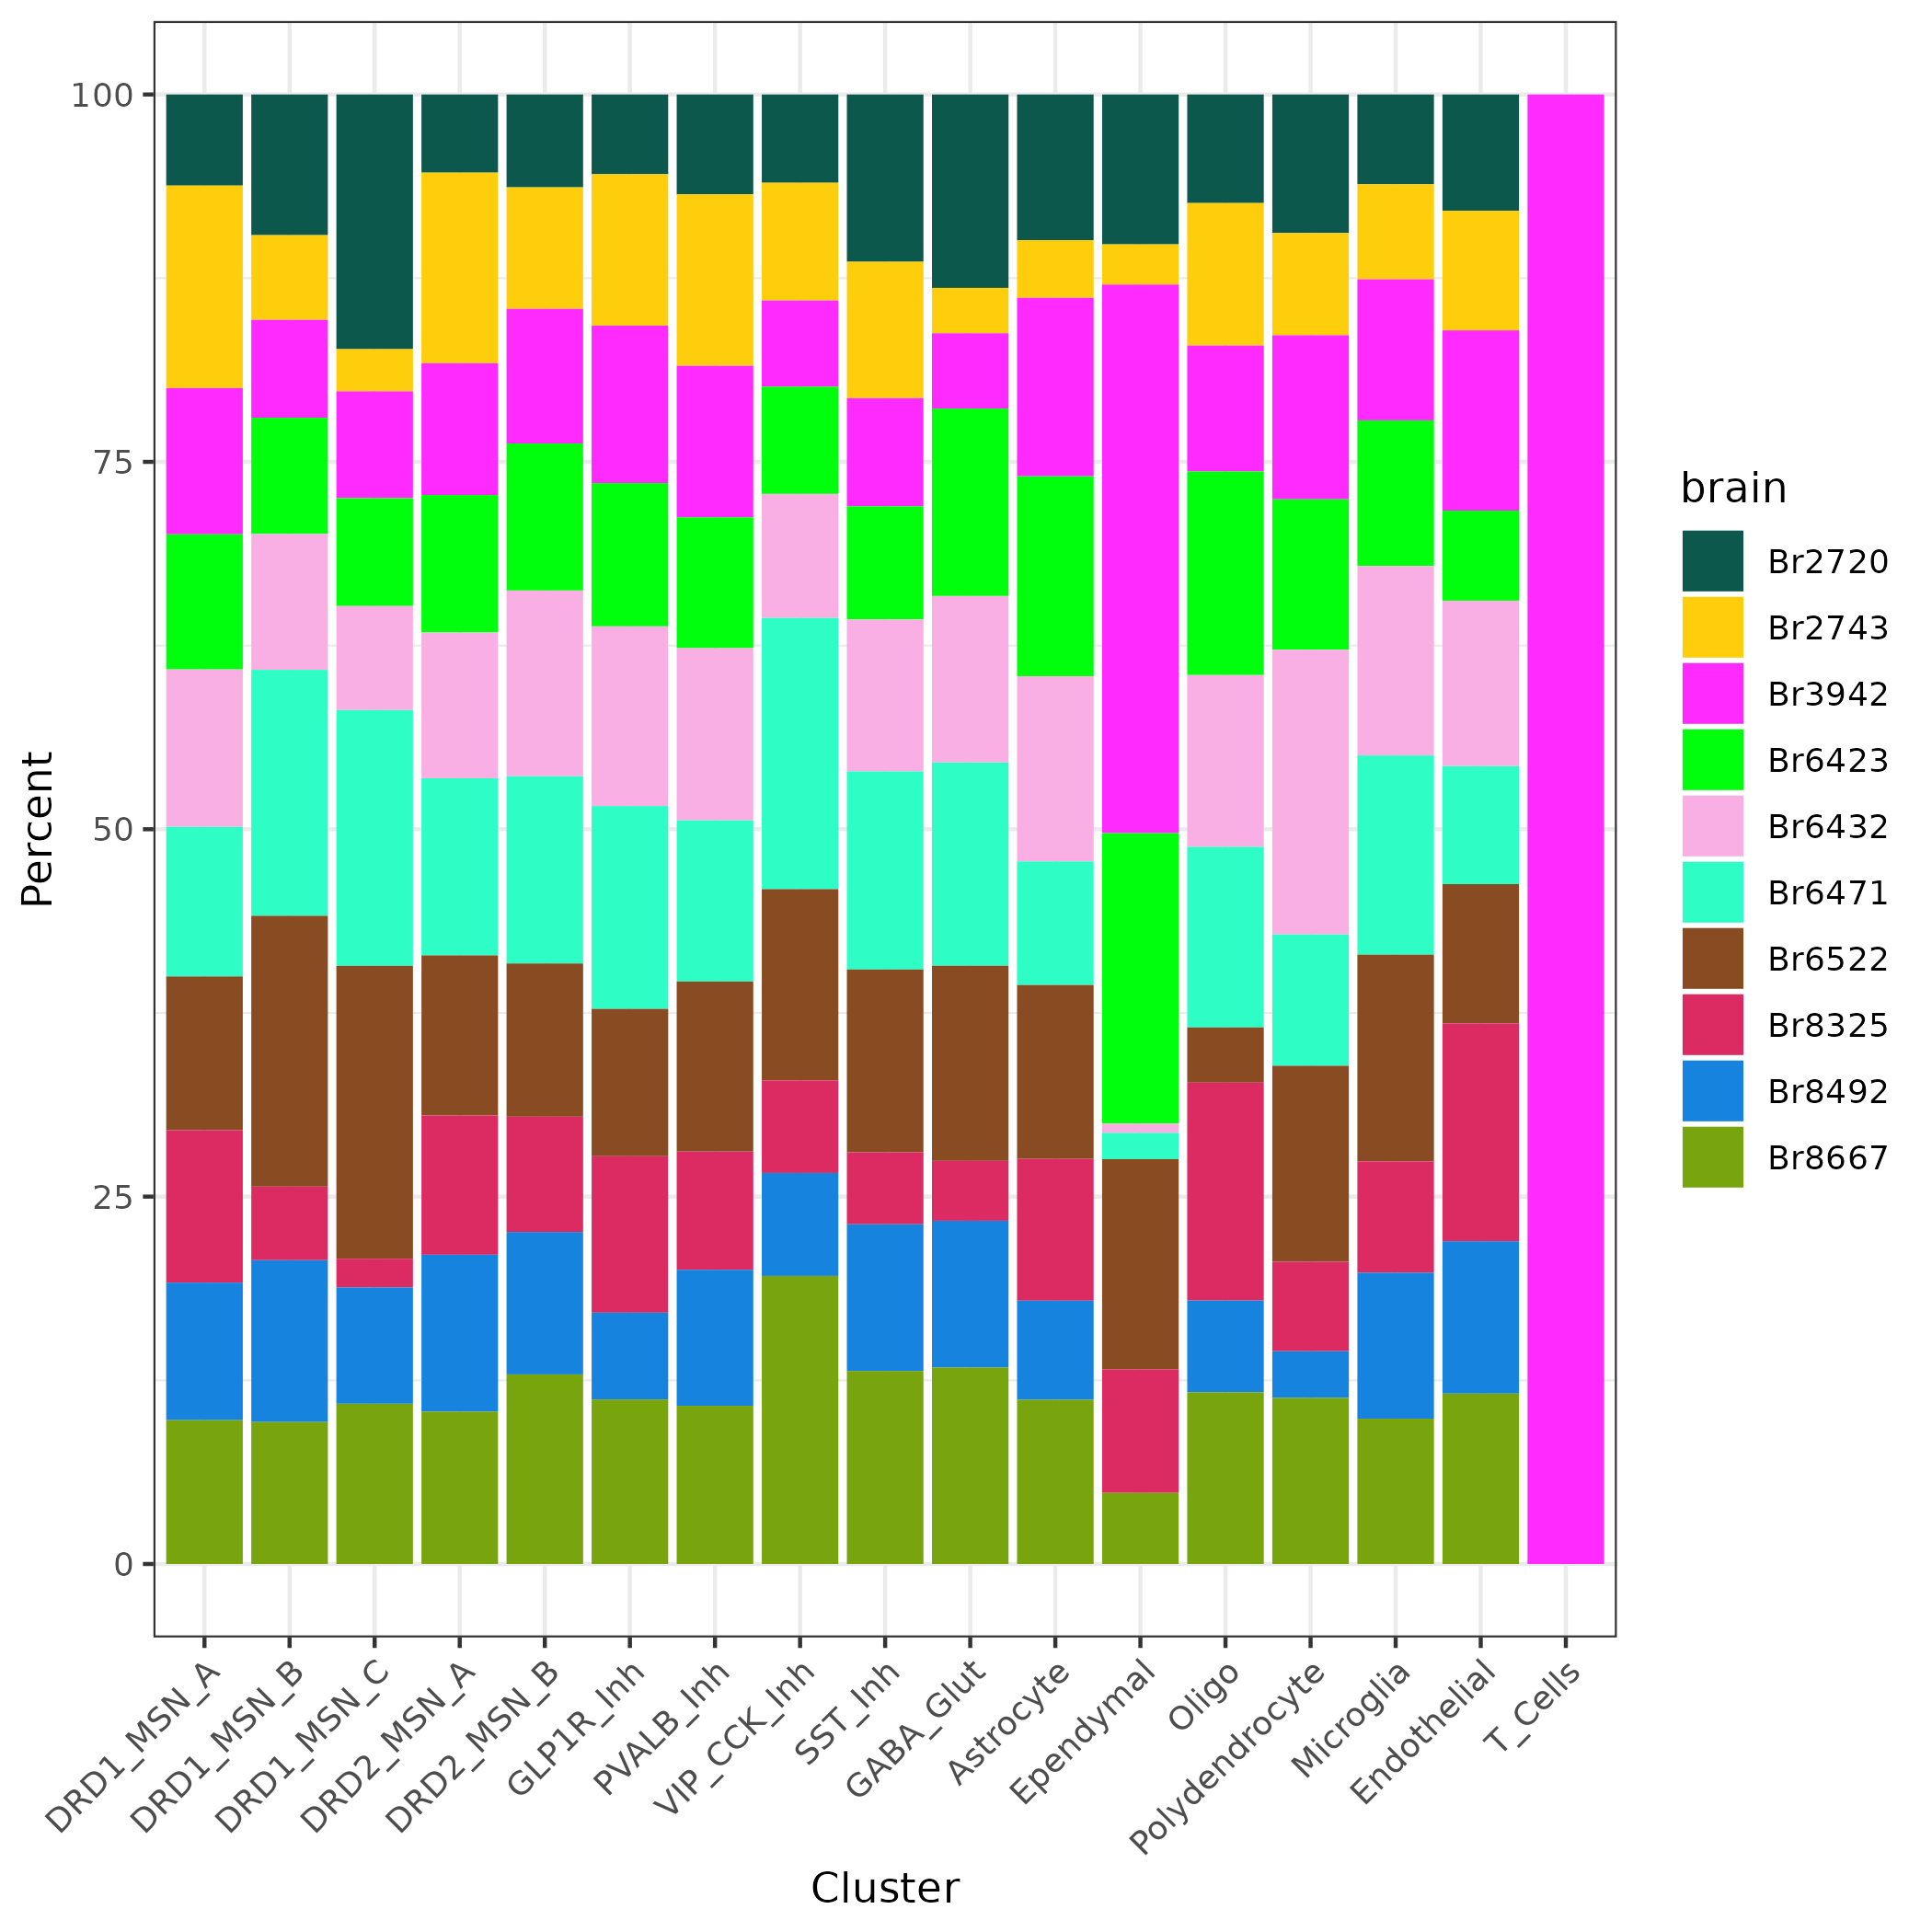 100
75
50
25
0
Percent
DRD1_MSN_A
DRD1_MSN_B
DRD1_MSN_C
DRD2_MSN_A
DRD2_MSN_B
GLP1R_Inh
PVALB_Inh
VIP_CCK_Inh
SST_Inh
GABA_Glut
Astrocyte
Ependymal
Oligo
Polydendrocyte
Microglia
Endothelial
T_Cells
Cluster
brain
Br2720
Br2743
Br3942
Br6423
Br6432
Br6471
Br6522
Br8325
Br8492
Br8667